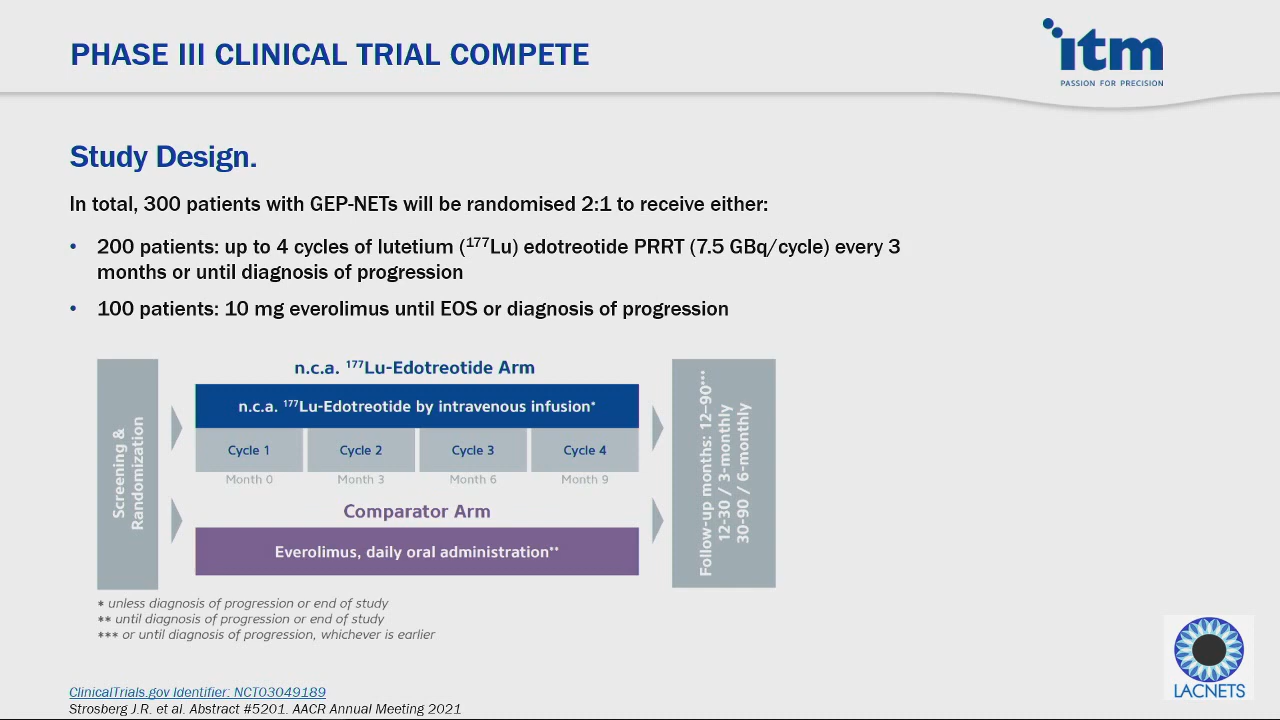 PHASE III CLINICAL TRIAL COMPETE
itm
PASSION FOR PRECISION
Study Design.
In total, 300 patients with GEP-NETs will be randomised 2:1 to receive either:
• 200 patients: up to 4 cycles of lutetium (¹⁷⁷Lu) edotreotide PRRT (7.5 GBq/cycle) every 3
months or until diagnosis of progression
• 100 patients: 10 mg everolimus until EOS or diagnosis of progression
Screening &
Randomization
n.c.a. ¹⁷⁷Lu-Edotreotide Arm
n.c.a. ¹⁷⁷Lu-Edotreotide by intravenous infusion*
Cycle 1 Cycle 2 Cycle 3 Cycle 4
Month 0 Month 3 Month 6 Month 9
Comparator Arm
Everolimus, daily oral administration**
Follow-up months: 12–90***
12-30 / 3-monthly
30-90 / 6-monthly
* unless diagnosis of progression or end of study
** until diagnosis of progression or end of study
*** or until diagnosis of progression, whichever is earlier
ClinicalTrials.gov Identifier: NCT03049189
Strosberg J.R. et al. Abstract #5201. AACR Annual Meeting 2021
LACNETS